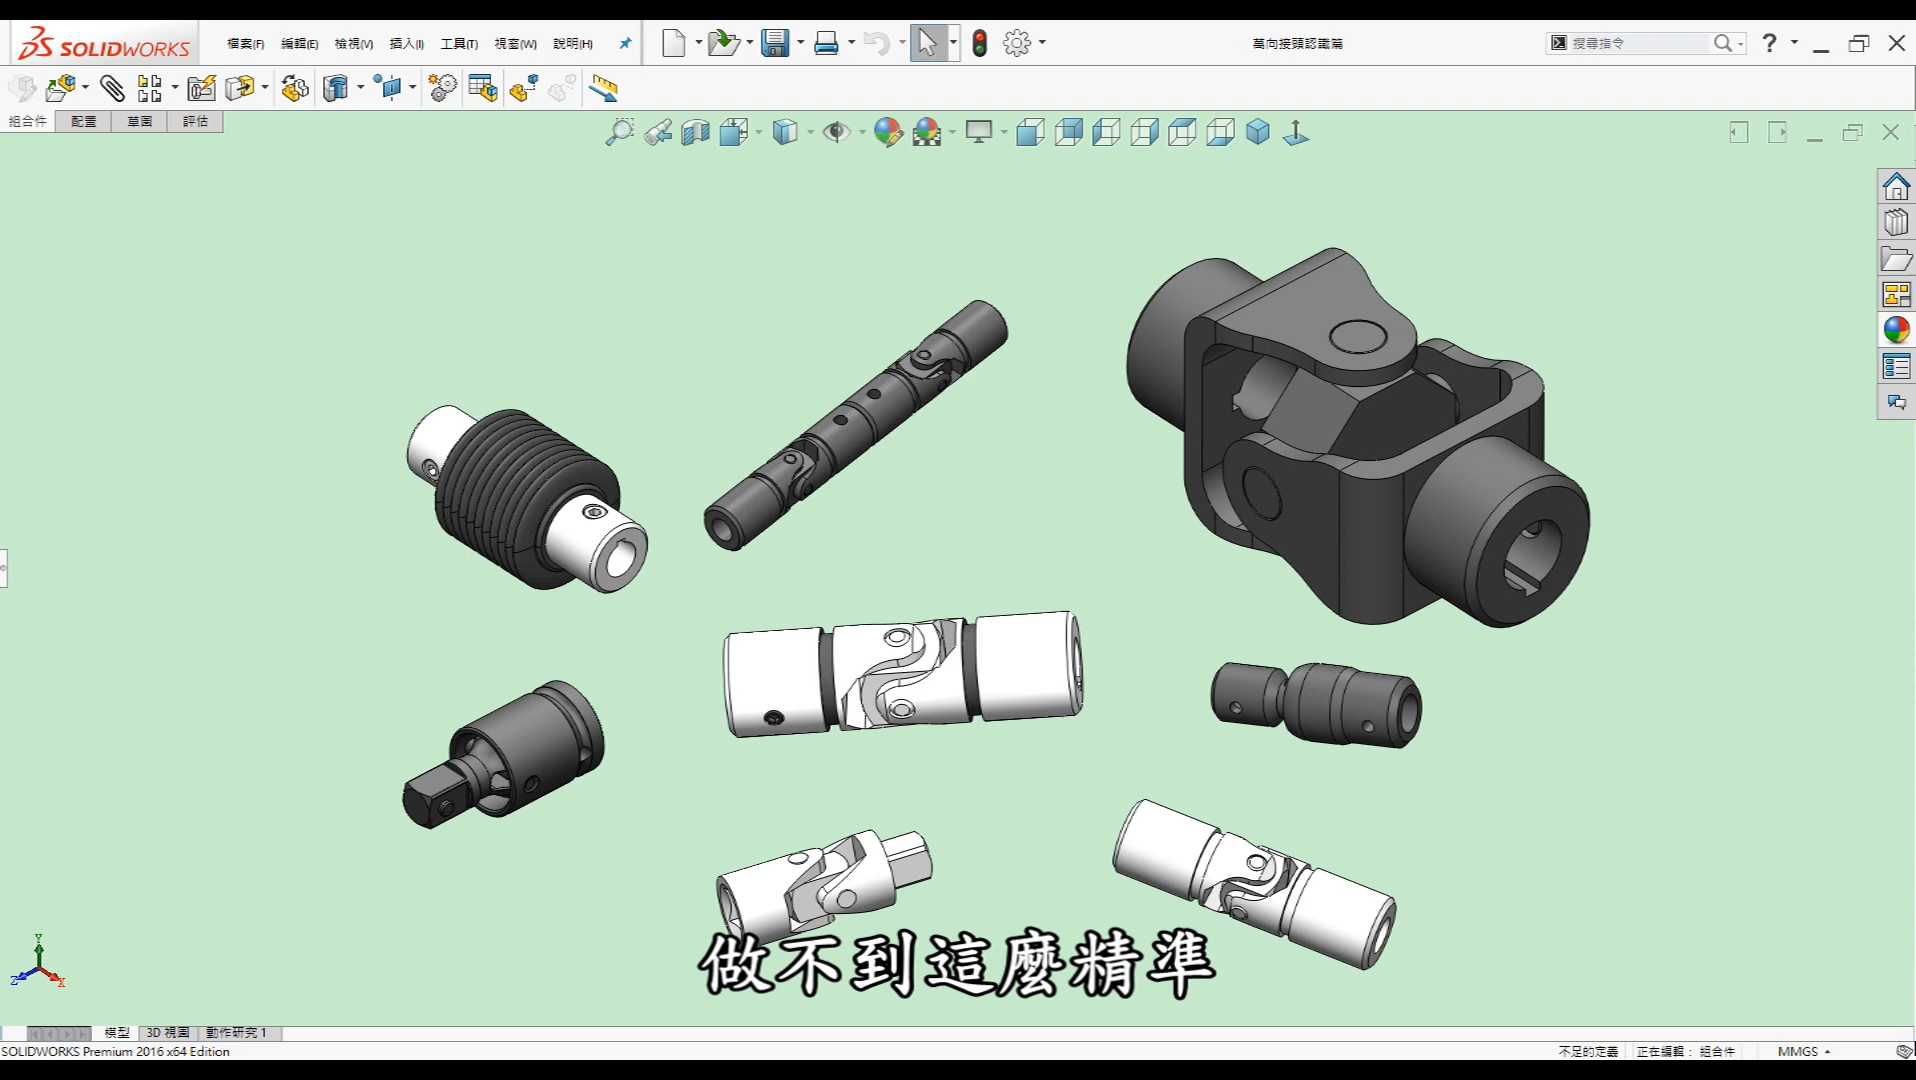 SOLIDWORKS
檔案(F) 編輯(E) 檢視(V) 插入(I) 工具(T) 視窗(W) 說明(H)
萬向接頭認識篇
搜尋指令
?
組合件 配置 草圖 評估
Y
Z
X
做不到這麼精準
模型 3D 視圖 動作研究 1
SOLIDWORKS Premium 2016 x64 Edition
不足的定義 正在編輯： 組合件 MMGS